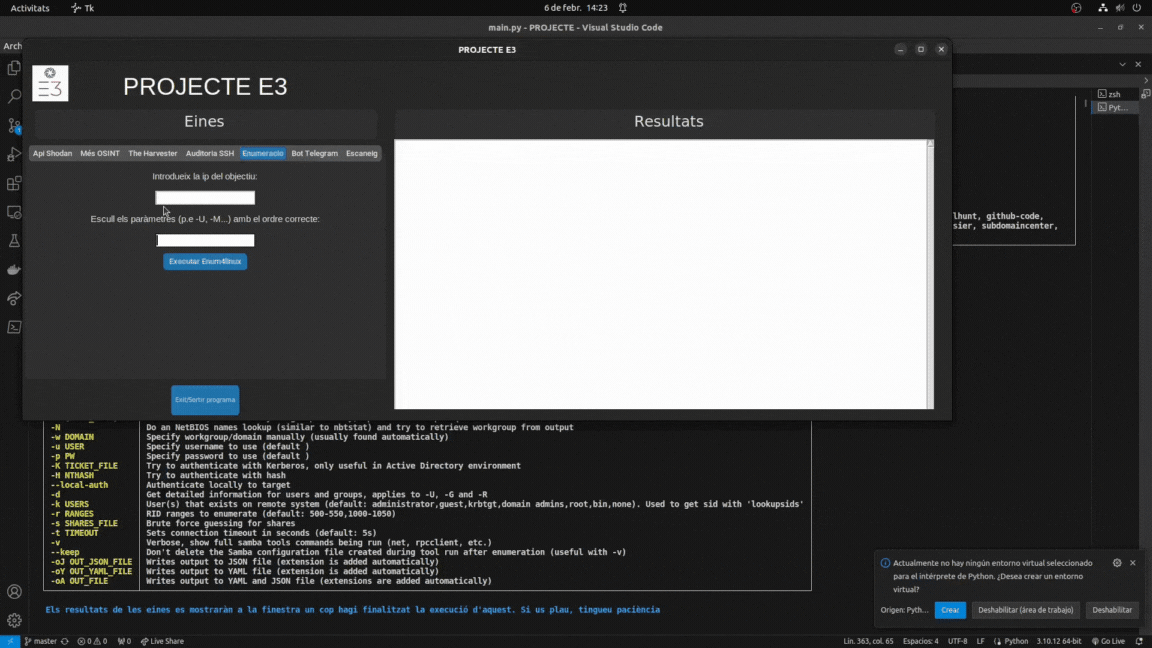 Activitats
Tk
6 de febr. 14:23
main.py - PROJECTE - Visual Studio Code
Arch
PROJECTE E3
E3
PROJECTE E3
Eines
Resultats
Api Shodan
Més OSINT
The Harvester
Auditoria SSH
Enumeracio
Bot Telegram
Escaneig
Introdueix la ip del objectiu:
Escull els paràmetres (p.e -U, -M...) amb el ordre correcte:
Executar Enum4linux
Exit/Sortir programa
zsh
Pyt...
lhunt, github-code,
sier, subdomaincenter,
-N Do an NetBIOS names lookup (similar to nbtstat) and try to retrieve workgroup from output
-w DOMAIN Specify workgroup/domain manually (usually found automatically)
-u USER Specify username to use (default )
-p PW Specify password to use (default )
-K TICKET_FILE Try to authenticate with Kerberos, only useful in Active Directory environment
-H NTHASH Try to authenticate with hash
--local-auth Authenticate locally to target
-d Get detailed information for users and groups, applies to -U, -G and -R
-k USERS User(s) that exists on remote system (default: administrator,guest,krbtgt,domain admins,root,bin,none). Used to get sid with 'lookupsids'
-r RANGES RID ranges to enumerate (default: 500-550,1000-1050)
-s SHARES_FILE Brute force guessing for shares
-t TIMEOUT Sets connection timeout in seconds (default: 5s)
-v Verbose, show full samba tools commands being run (net, rpcclient, etc.)
--keep Don't delete the Samba configuration file created during tool run after enumeration (useful with -v)
-oJ OUT_JSON_FILE Writes output to JSON file (extension is added automatically)
-oY OUT_YAML_FILE Writes output to YAML file (extension is added automatically)
-oA OUT_FILE Writes output to YAML and JSON file (extensions are added automatically)
Els resultats de les eines es mostraràn a la finestra un cop hagi finalitzat la execució d'aquest. Si us plau, tingueu paciència
Actualmente no hay ningún entorno virtual seleccionado
para el intérprete de Python. ¿Desea crear un entorno
virtual?
Origen: Pyth...
Crear
Deshabilitar (área de trabajo)
Deshabilitar
master
0
0
0
Live Share
Lín. 363, col. 65
Espacios: 4
UTF-8
LF
Python
3.10.12 64-bit
Go Live